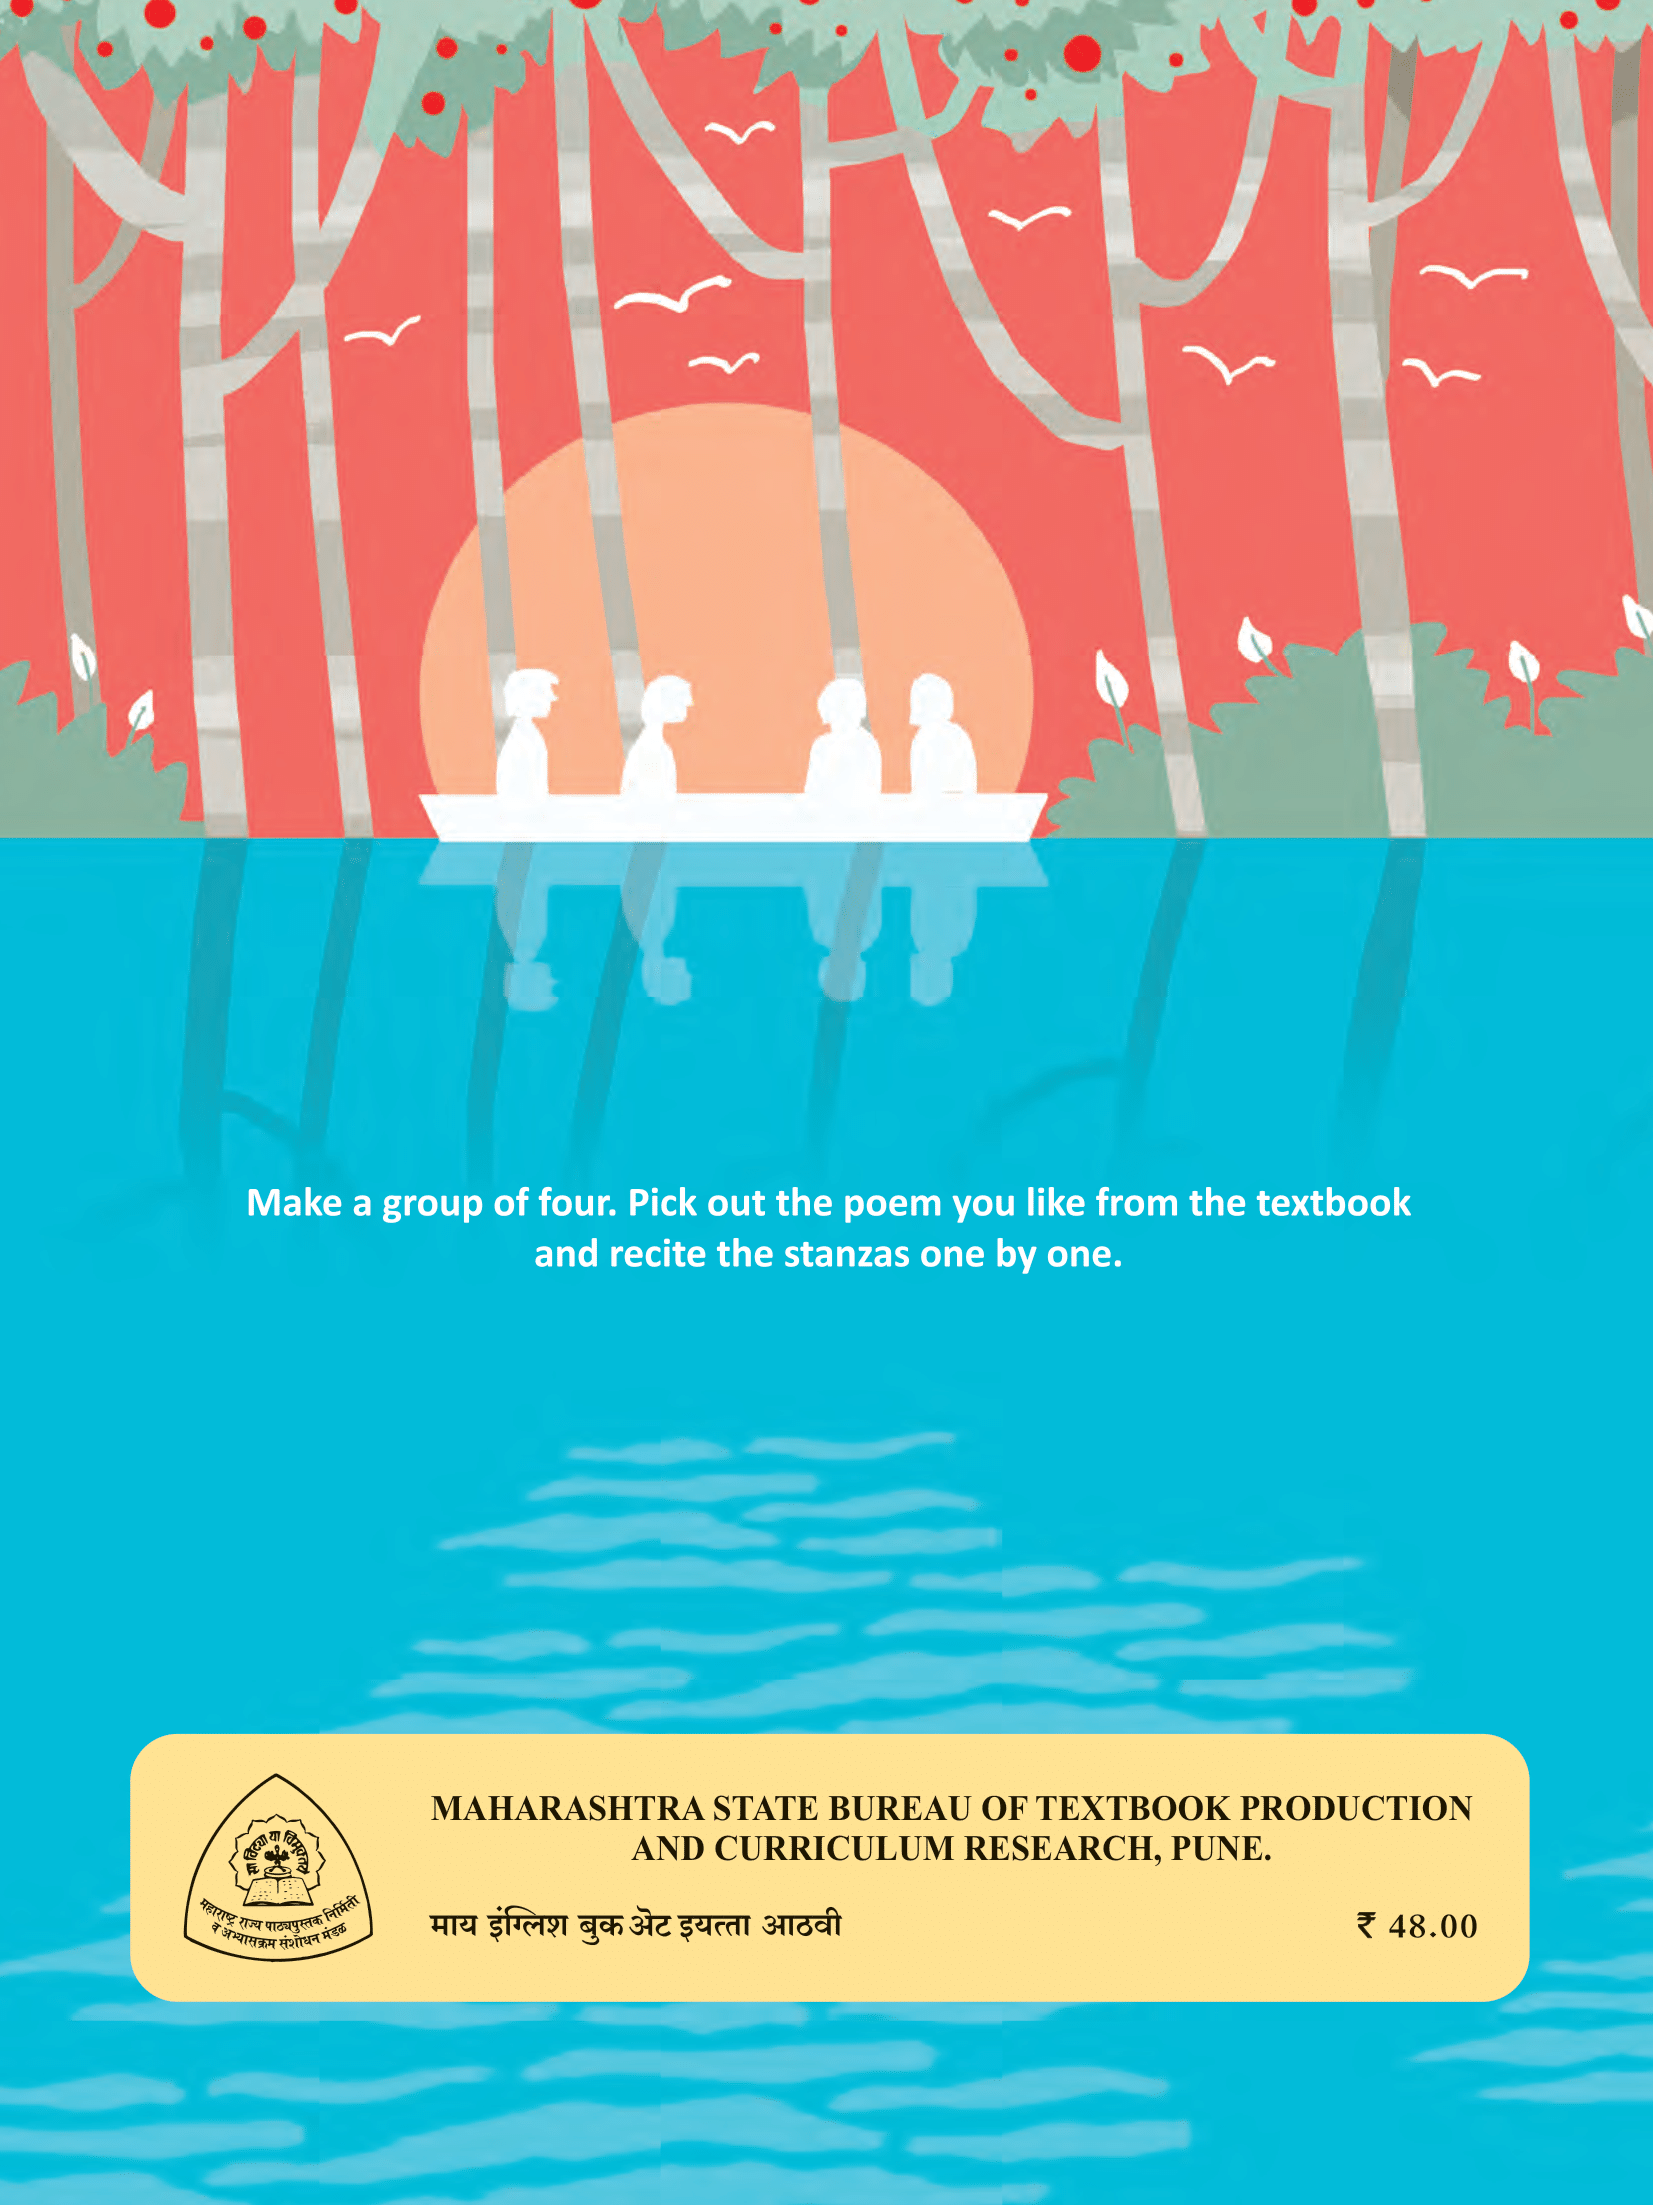 Make a group of four. Pick out the poem you like from the textbook
and recite the stanzas one by one.
सा विद्या या विमुक्तये
महाराष्ट्र राज्य पाठ्यपुस्तक निर्मिती
व अभ्यासक्रम संशोधन मंडळ
MAHARASHTRA STATE BUREAU OF TEXTBOOK PRODUCTION
AND CURRICULUM RESEARCH, PUNE.
माय इंग्लिश बुक ॲट इयत्ता आठवी
₹ 48.00